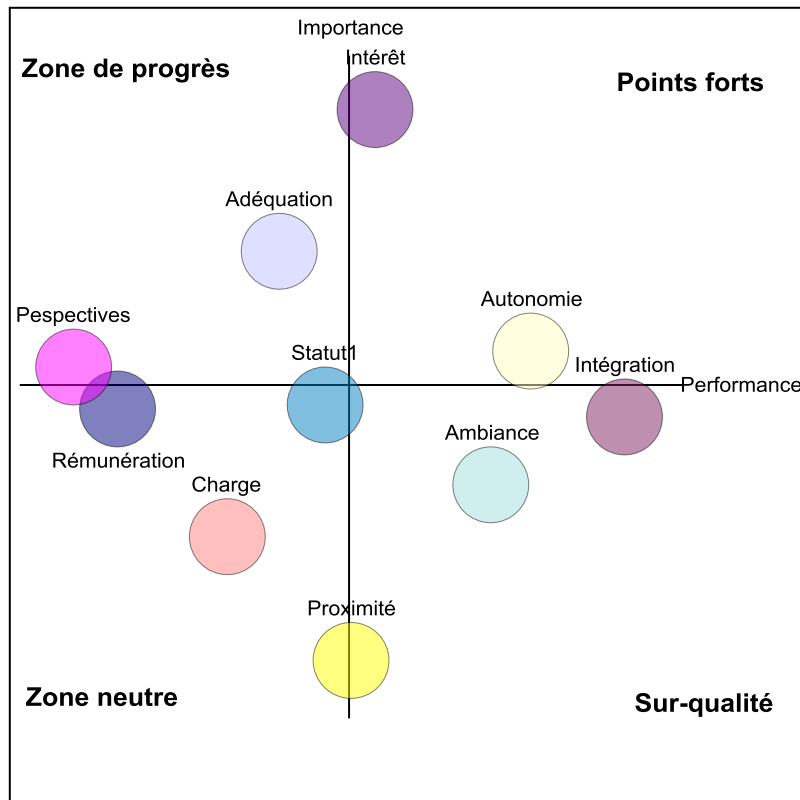 Importance
Intérêt
Zone de progrès
Points forts
Adéquation
Autonomie
Pespectives
Statut1
Intégration
Performance
Ambiance
Rémunération
Charge
Proximité
Zone neutre
Sur-qualité